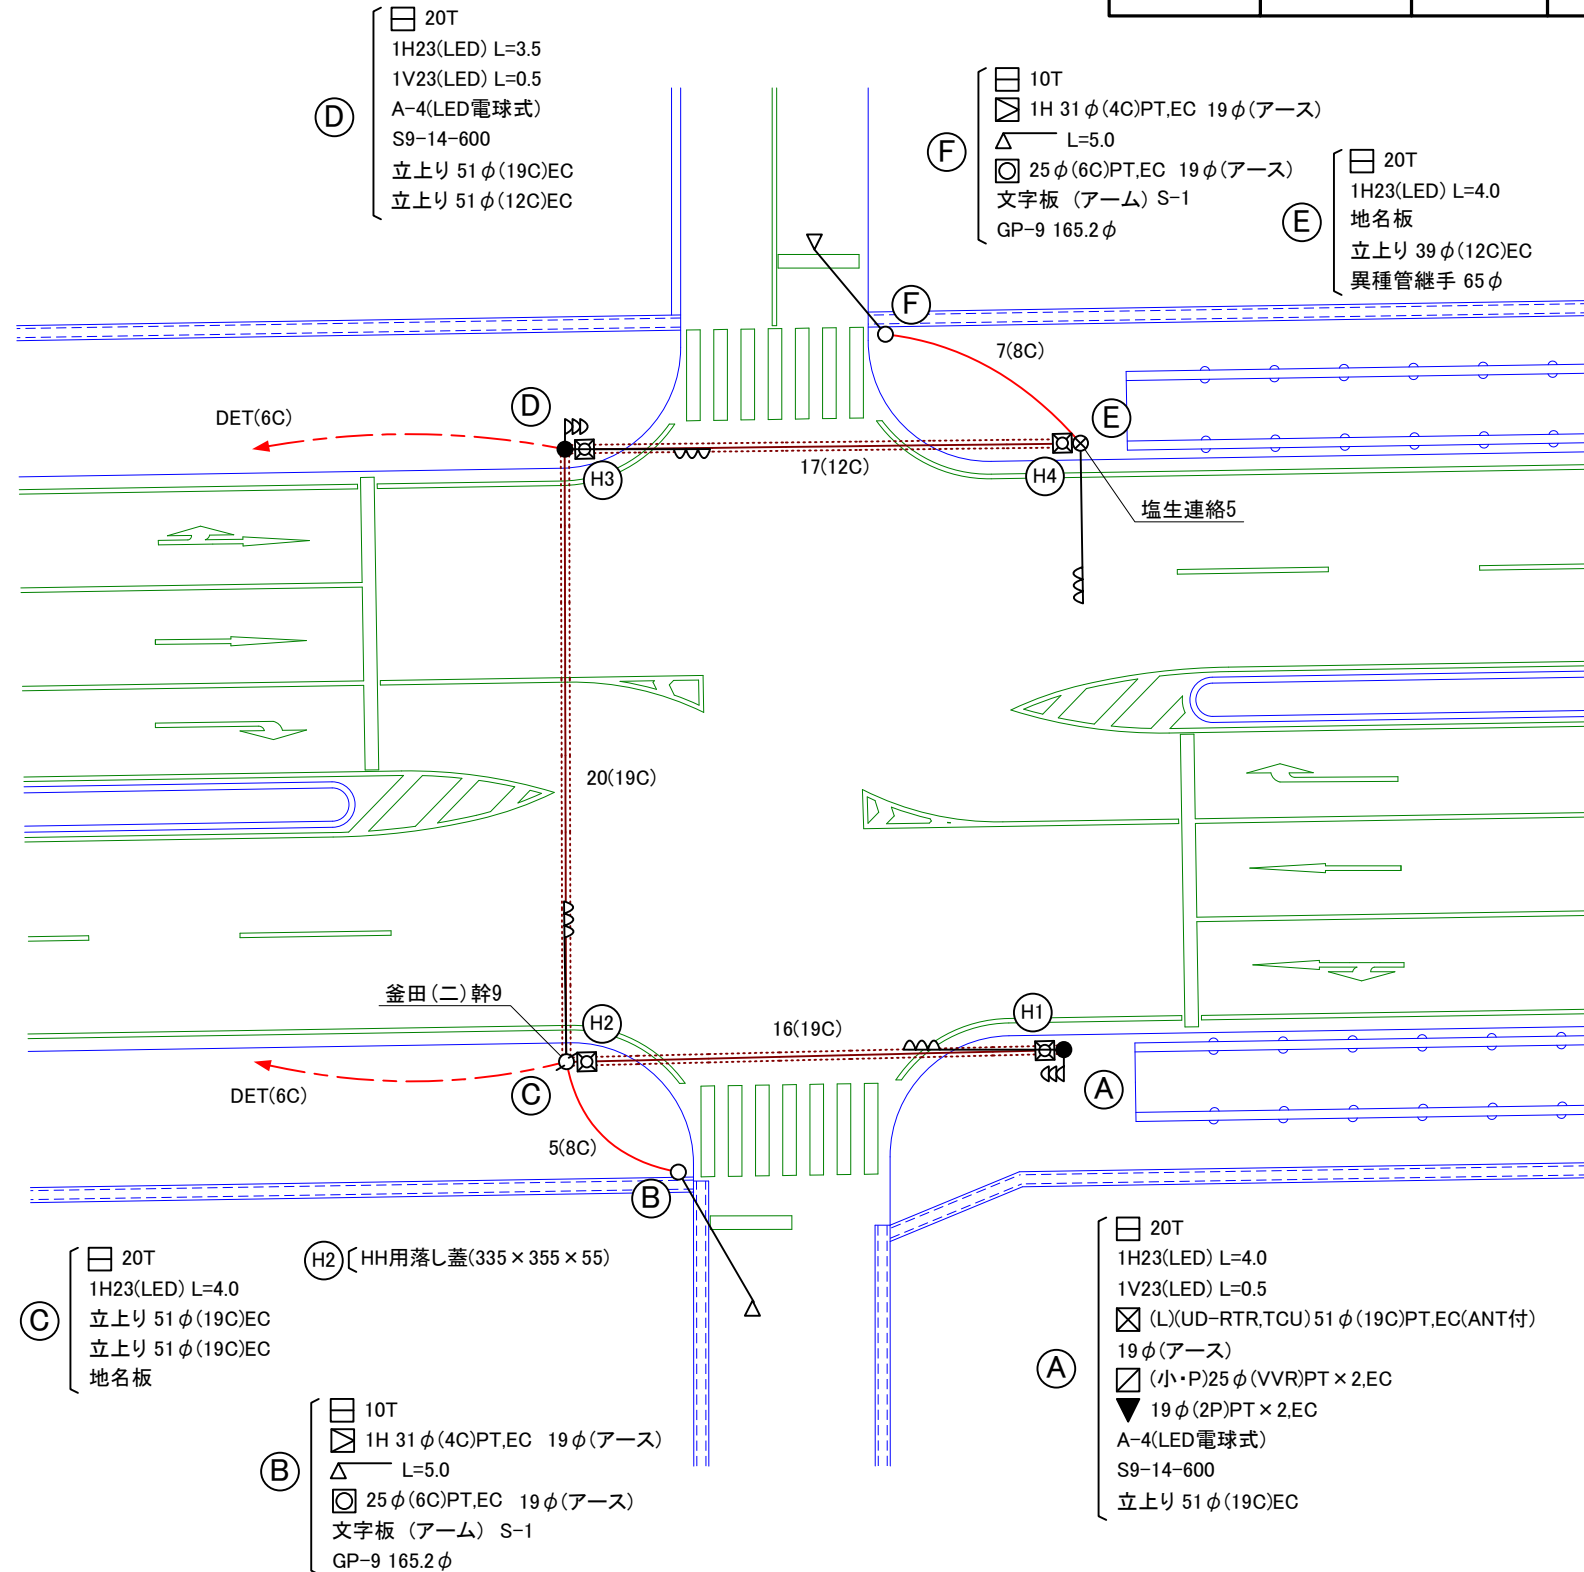 D
20T
1H23(LED) L=3.5
1V23(LED) L=0.5
A-4(LED電球式)
S9-14-600
立上り 51φ(19C)EC
立上り 51φ(12C)EC
F
10T
1H 31φ(4C)PT,EC 19φ(アース)
L=5.0
25φ(6C)PT,EC 19φ(アース)
文字板 (アーム) S-1
GP-9 165.2φ
E
20T
1H23(LED) L=4.0
地名板
立上り 39φ(12C)EC
異種管継手 65φ
F
7(8C)
DET(6C)
D
E
17(12C)
H3
H4
塩生連絡5
20(19C)
釜田(二)幹9
H2
16(19C)
H1
DET(6C)
C
A
5(8C)
B
C
20T
1H23(LED) L=4.0
立上り 51φ(19C)EC
立上り 51φ(19C)EC
地名板
H2
HH用落し蓋(335×355×55)
B
10T
1H 31φ(4C)PT,EC 19φ(アース)
L=5.0
25φ(6C)PT,EC 19φ(アース)
文字板 (アーム) S-1
GP-9 165.2φ
A
20T
1H23(LED) L=4.0
1V23(LED) L=0.5
(L)(UD-RTR,TCU)51φ(19C)PT,EC(ANT付)
19φ(アース)
(小・P)25φ(VVR)PT×2,EC
19φ(2P)PT×2,EC
A-4(LED電球式)
S9-14-600
立上り 51φ(19C)EC